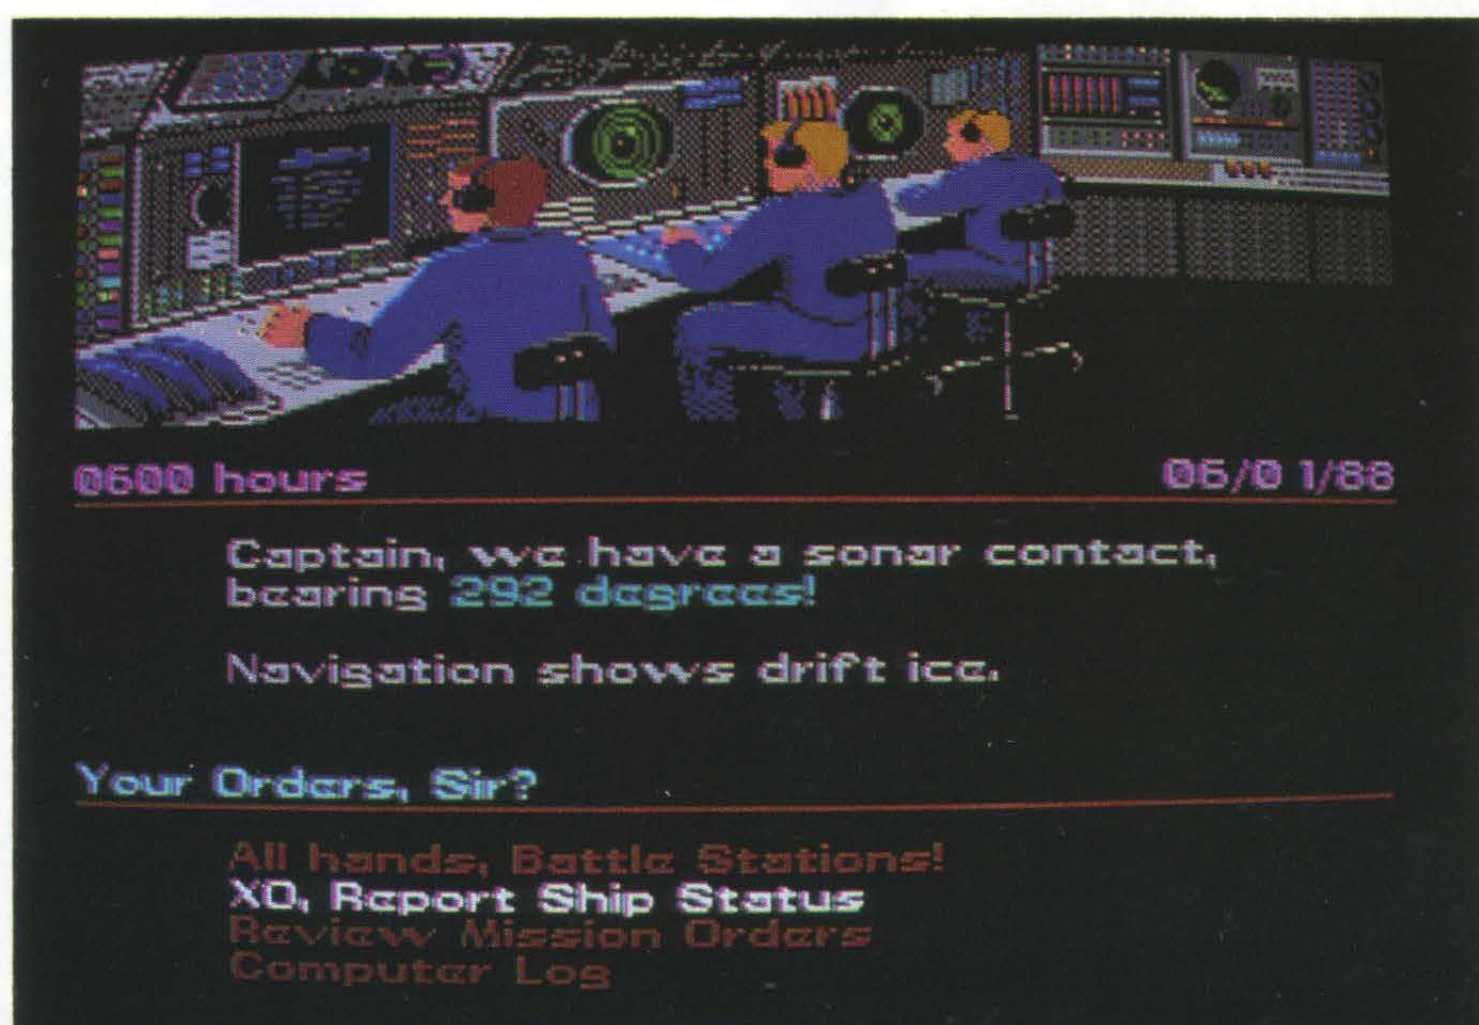 0600 hours
06/01/88
Captain, we have a sonar contact,
bearing 292 degrees!
Navigation shows drift ice.
Your Orders, Sir?
All hands, Battle Stations!
XO, Report Ship Status
Review Mission Orders
Computer Log